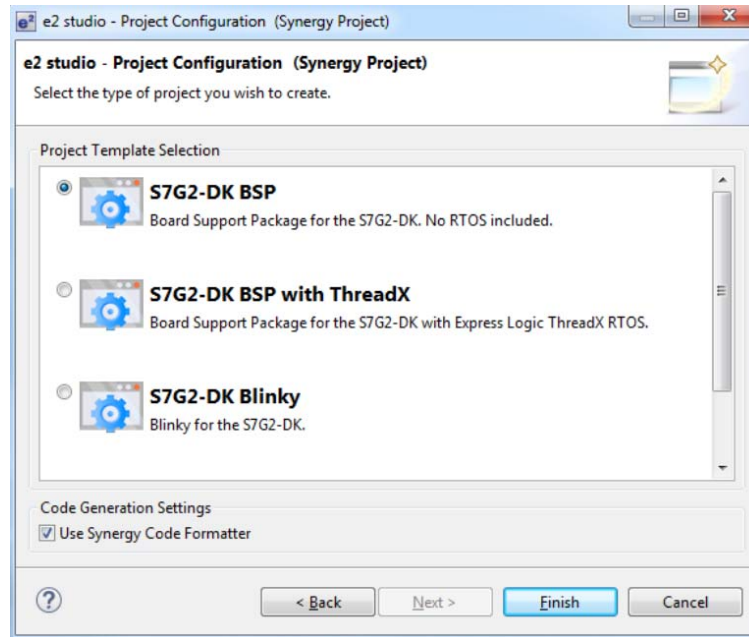 e2 studio - Project Configuration (Synergy Project)
e2 studio - Project Configuration (Synergy Project)
Select the type of project you wish to create.
Project Template Selection
S7G2-DK BSP
Board Support Package for the S7G2-DK. No RTOS included.
S7G2-DK BSP with ThreadX
Board Support Package for the S7G2-DK with Express Logic ThreadX RTOS.
S7G2-DK Blinky
Blinky for the S7G2-DK.
Code Generation Settings
Use Synergy Code Formatter
? < Back Next > Finish Cancel